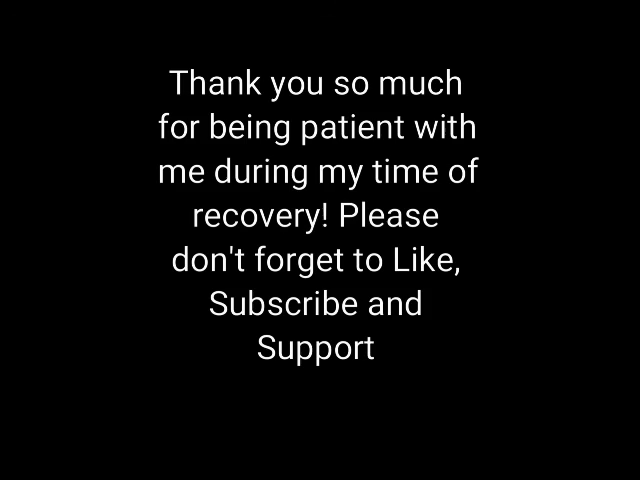 Thank you so much
for being patient with
me during my time of
recovery! Please
don't forget to Like,
Subscribe and
Support